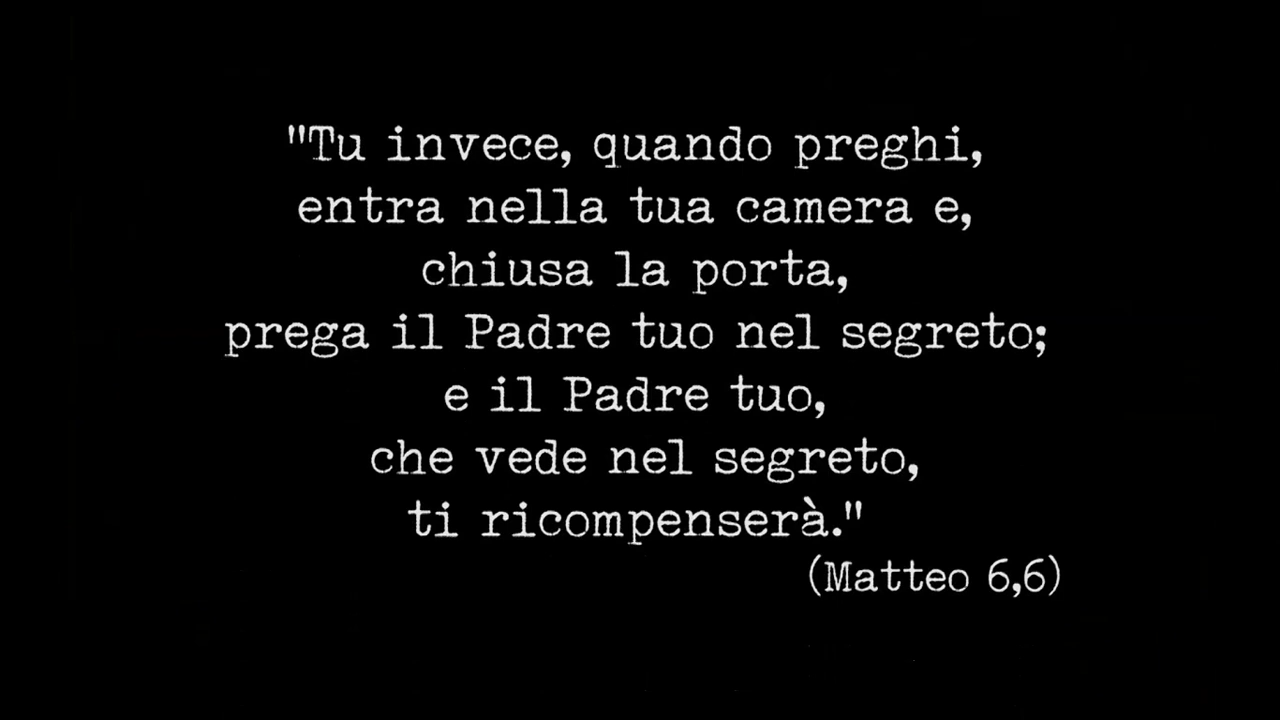 "Tu invece, quando preghi,
entra nella tua camera e,
chiusa la porta,
prega il Padre tuo nel segreto;
e il Padre tuo,
che vede nel segreto,
ti ricompenserà."
(Matteo 6,6)